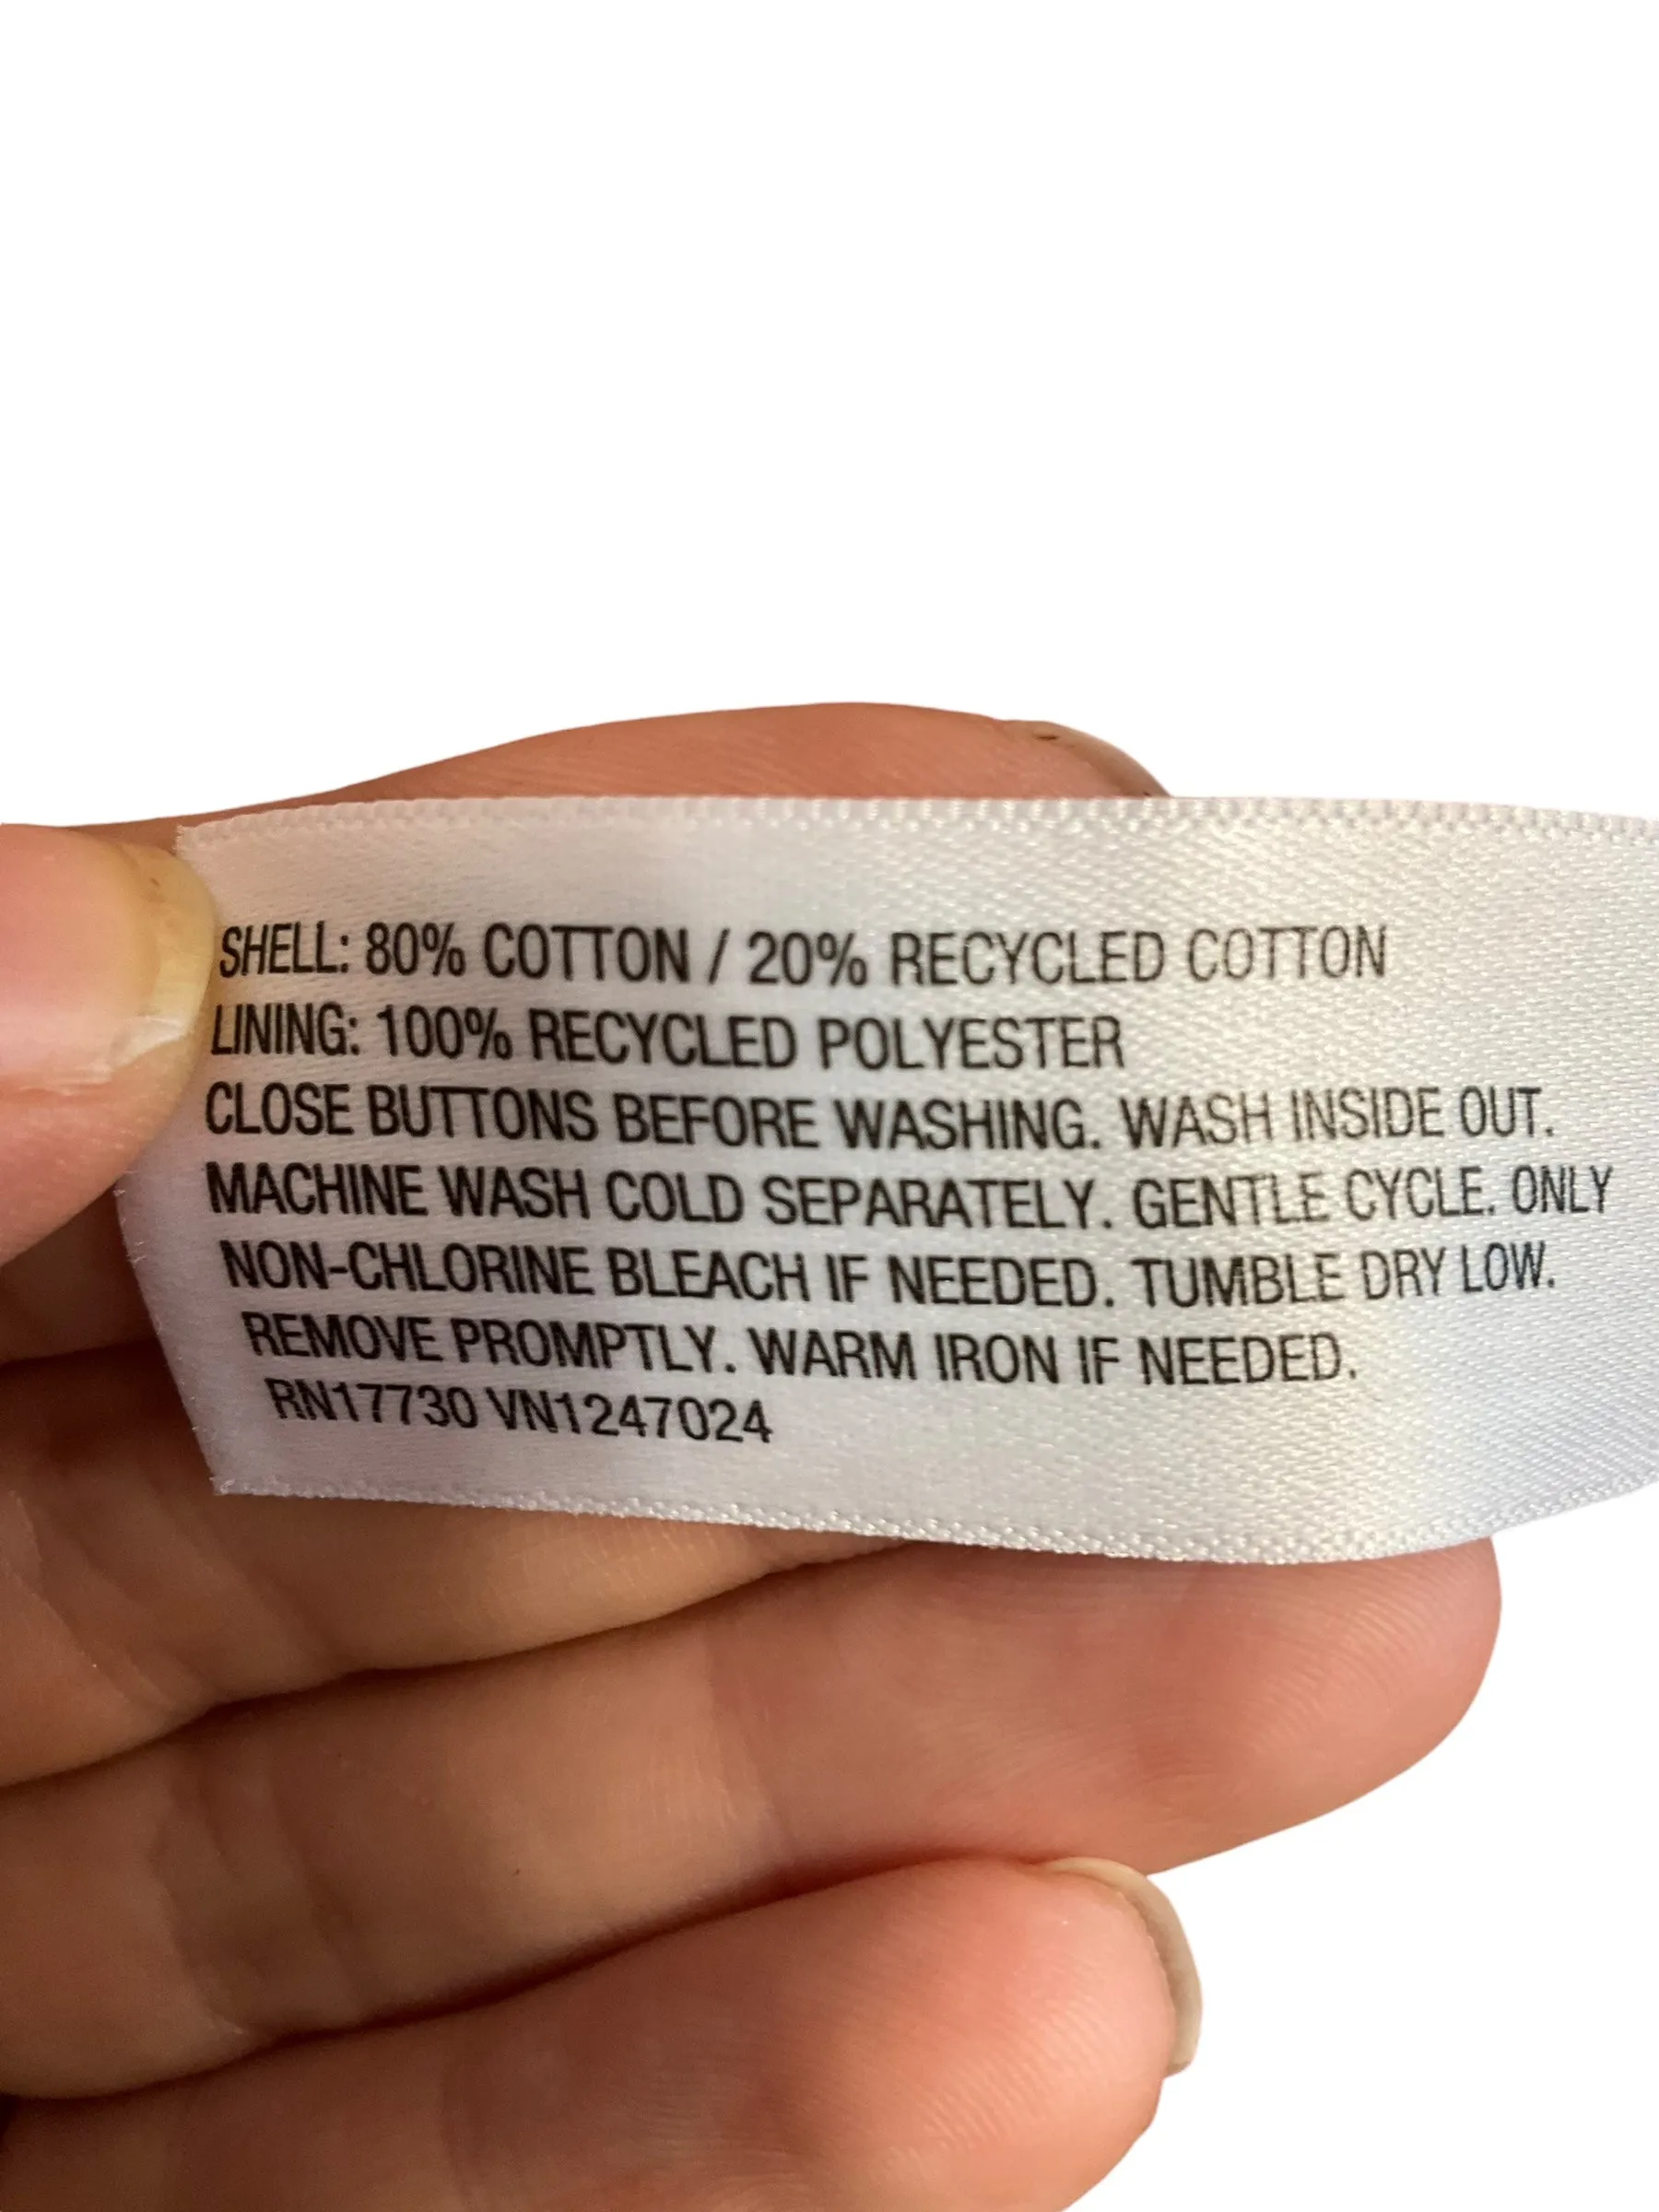 SHELL: 80% COTTON / 20% RECYCLED COTTON
LINING: 100% RECYCLED POLYESTER
CLOSE BUTTONS BEFORE WASHING. WASH INSIDE OUT.
MACHINE WASH COLD SEPARATELY. GENTLE CYCLE. ONLY
NON-CHLORINE BLEACH IF NEEDED. TUMBLE DRY LOW.
REMOVE PROMPTLY. WARM IRON IF NEEDED.
RN17730 VN1247024